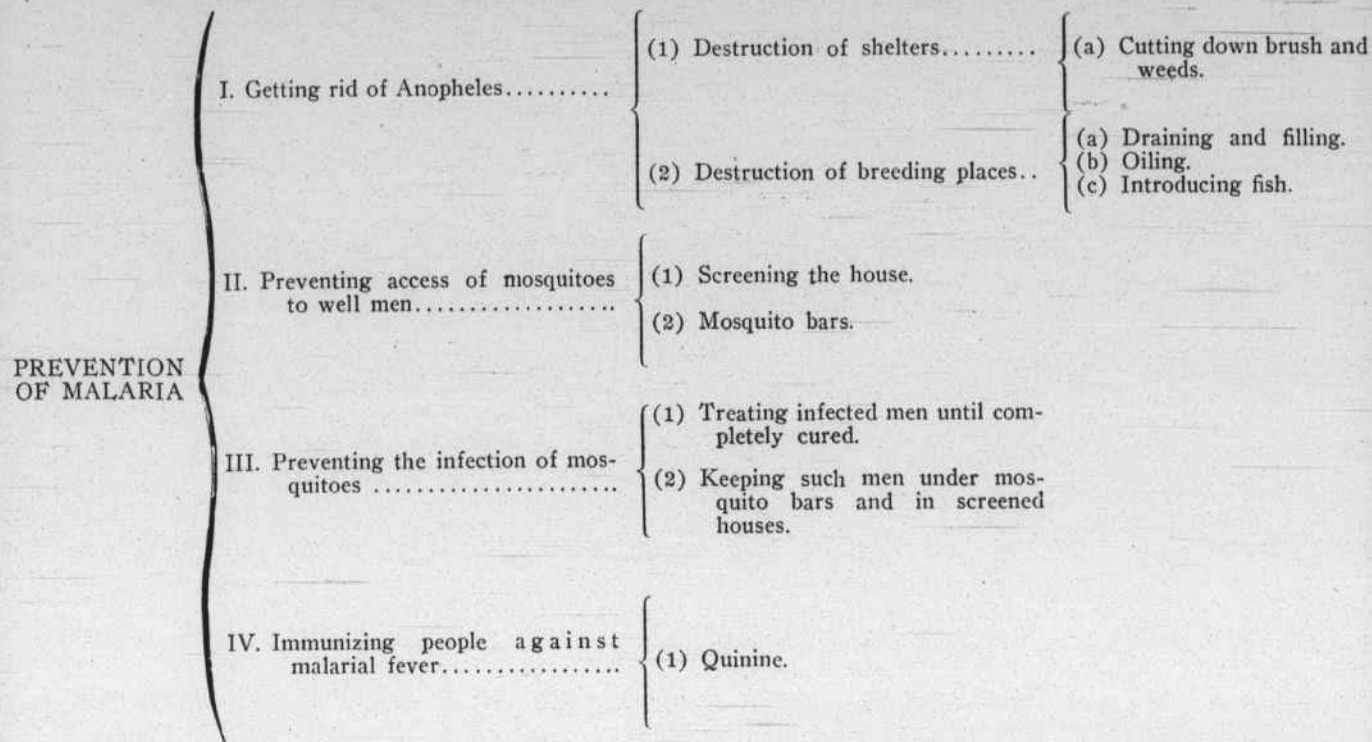 PREVENTION
OF MALARIA
I. Getting rid of Anopheles..........
(1) Destruction of shelters.........
(a) Cutting down brush and
weeds.
(2) Destruction of breeding places..
(a) Draining and filling.
(b) Oiling.
(c) Introducing fish.
II. Preventing access of mosquitoes
to well men...................
(1) Screening the house.
(2) Mosquito bars.
III. Preventing the infection of mos-
quitoes ........................
(1) Treating infected men until com-
pletely cured.
(2) Keeping such men under mos-
quito bars and in screened
houses.
IV. Immunizing people against
malarial fever.................
(1) Quinine.